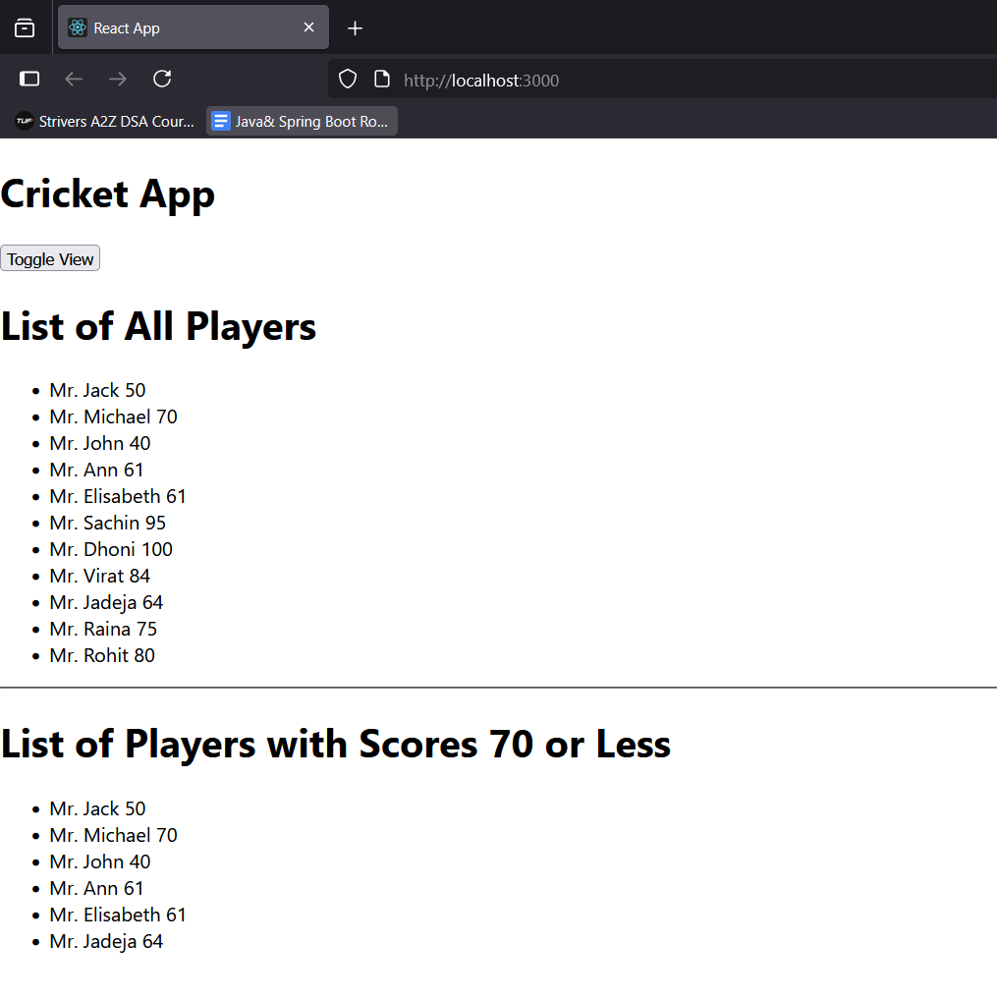 React App
http://localhost:3000
TUF Strivers A2Z DSA Cour...
Java& Spring Boot Ro...
Cricket App
Toggle View
List of All Players
Mr. Jack 50
Mr. Michael 70
Mr. John 40
Mr. Ann 61
Mr. Elisabeth 61
Mr. Sachin 95
Mr. Dhoni 100
Mr. Virat 84
Mr. Jadeja 64
Mr. Raina 75
Mr. Rohit 80
List of Players with Scores 70 or Less
Mr. Jack 50
Mr. Michael 70
Mr. John 40
Mr. Ann 61
Mr. Elisabeth 61
Mr. Jadeja 64